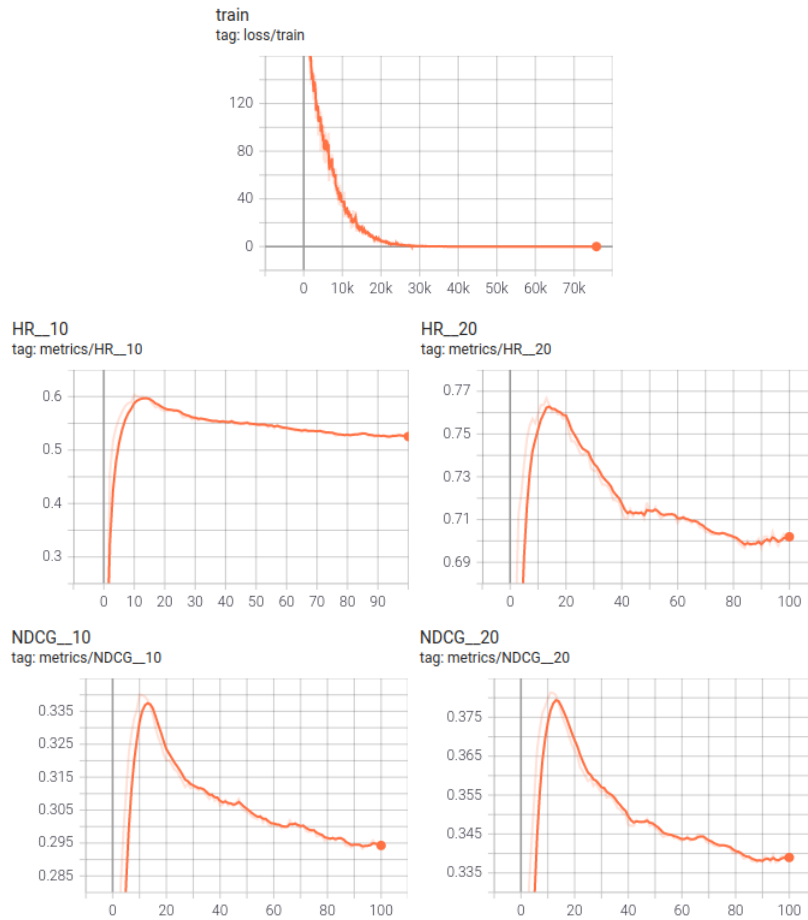 train
tag: loss/train
120
80
40
0
0 10k 20k 30k 40k 50k 60k 70k
HR__10
tag: metrics/HR__10
0.6
0.5
0.4
0.3
0 10 20 30 40 50 60 70 80 90
HR__20
tag: metrics/HR__20
0.77
0.75
0.73
0.71
0.69
0 20 40 60 80 100
NDCG__10
tag: metrics/NDCG__10
0.335
0.325
0.315
0.305
0.295
0.285
0 20 40 60 80 100
NDCG__20
tag: metrics/NDCG__20
0.375
0.365
0.355
0.345
0.335
0 20 40 60 80 100